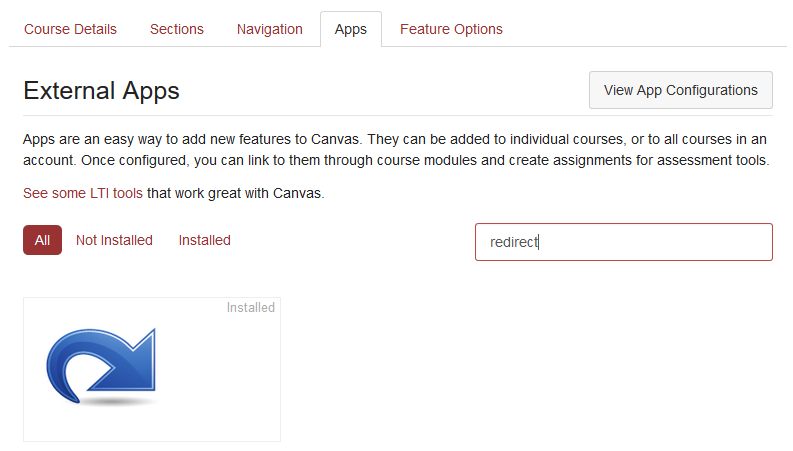 Course Details Sections Navigation Apps Feature Options
External Apps View App Configurations
Apps are an easy way to add new features to Canvas. They can be added to individual courses, or to all courses in an
account. Once configured, you can link to them through course modules and create assignments for assessment tools.
See some LTI tools that work great with Canvas.
All Not Installed Installed redirect
Installed